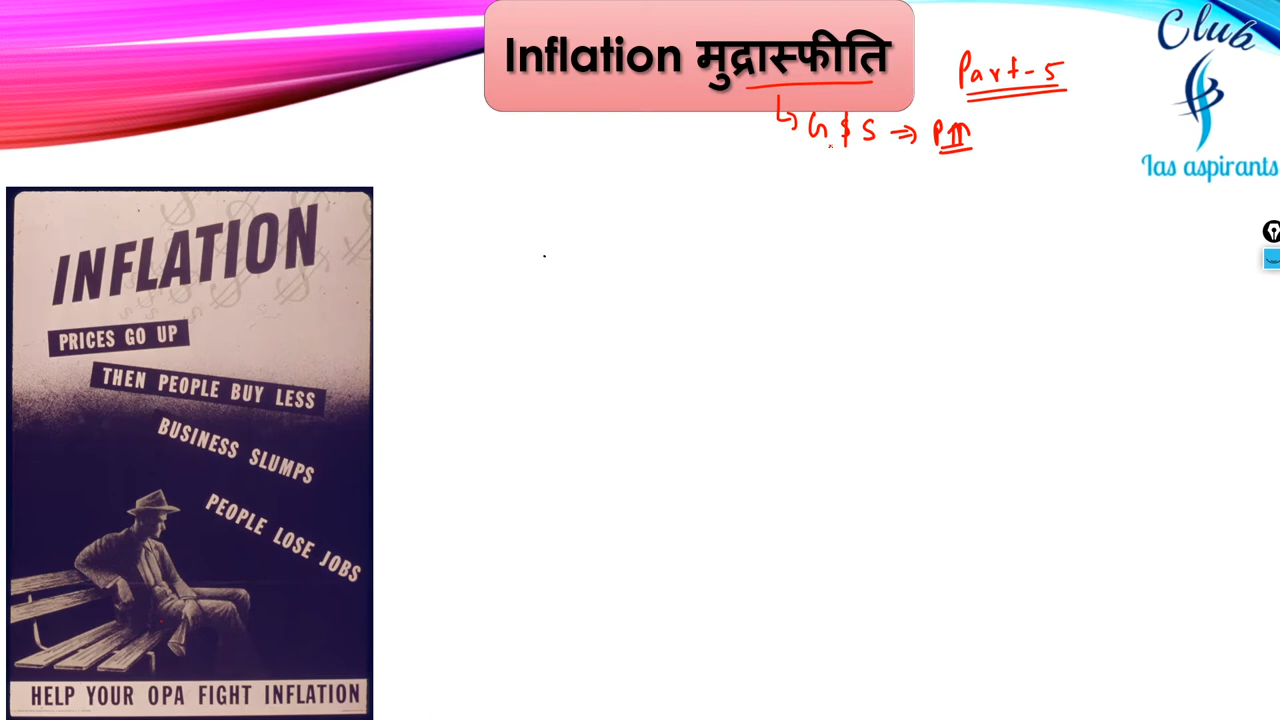 Inflation मुद्रास्फीति
Part-5
G & S ⇒ P↑↑
Club
Ias aspirants
INFLATION
PRICES GO UP
THEN PEOPLE BUY LESS
BUSINESS SLUMPS
PEOPLE LOSE JOBS
HELP YOUR OPA FIGHT INFLATION